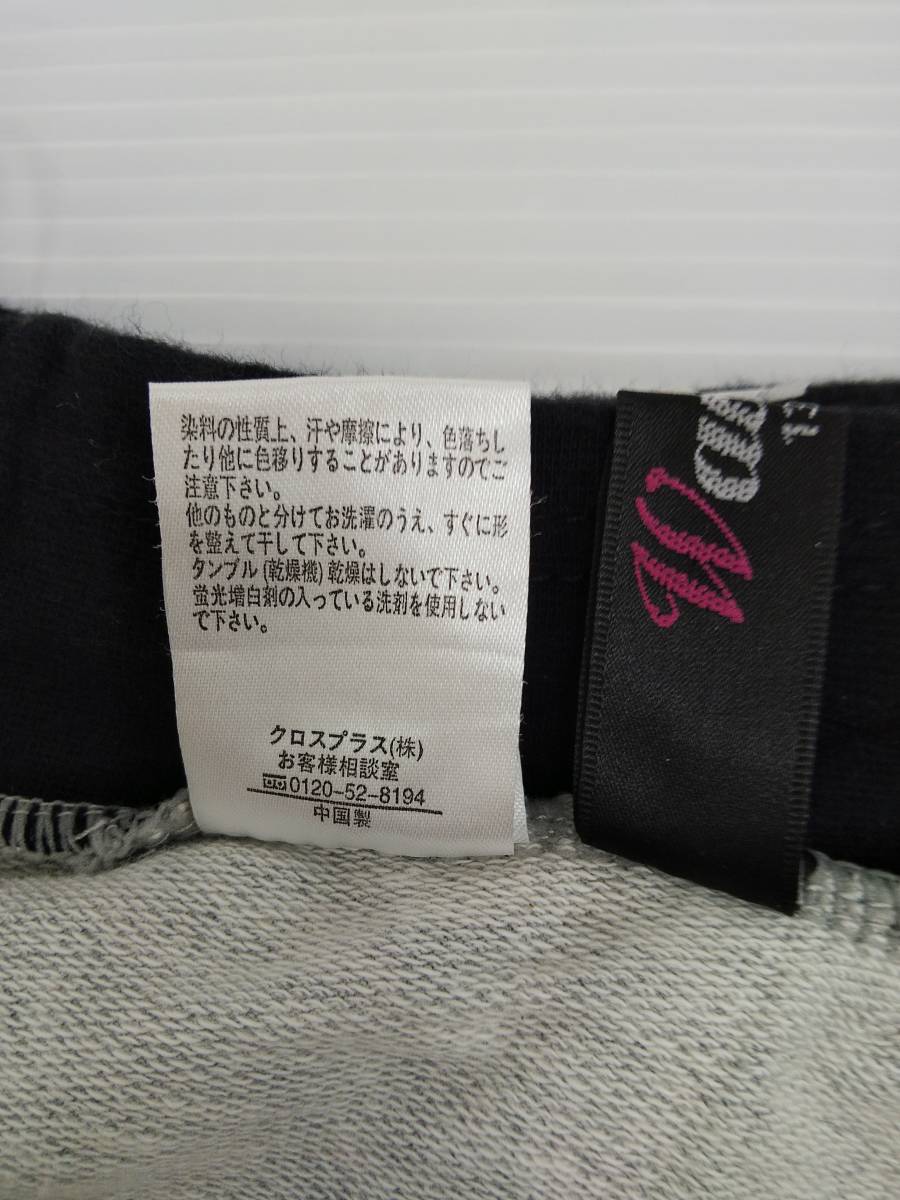 染料の性質上、汗や摩擦により、色落ちし
たり他に色移りすることがありますのでご
注意下さい。
他のものと分けてお洗濯のうえ、すぐに形
を整えて干して下さい。
タンブル (乾燥機) 乾燥はしないで下さい。
蛍光増白剤の入っている洗剤を使用しない
で下さい。
クロスプラス(株)
お客様相談室
0120-52-8194
中国製